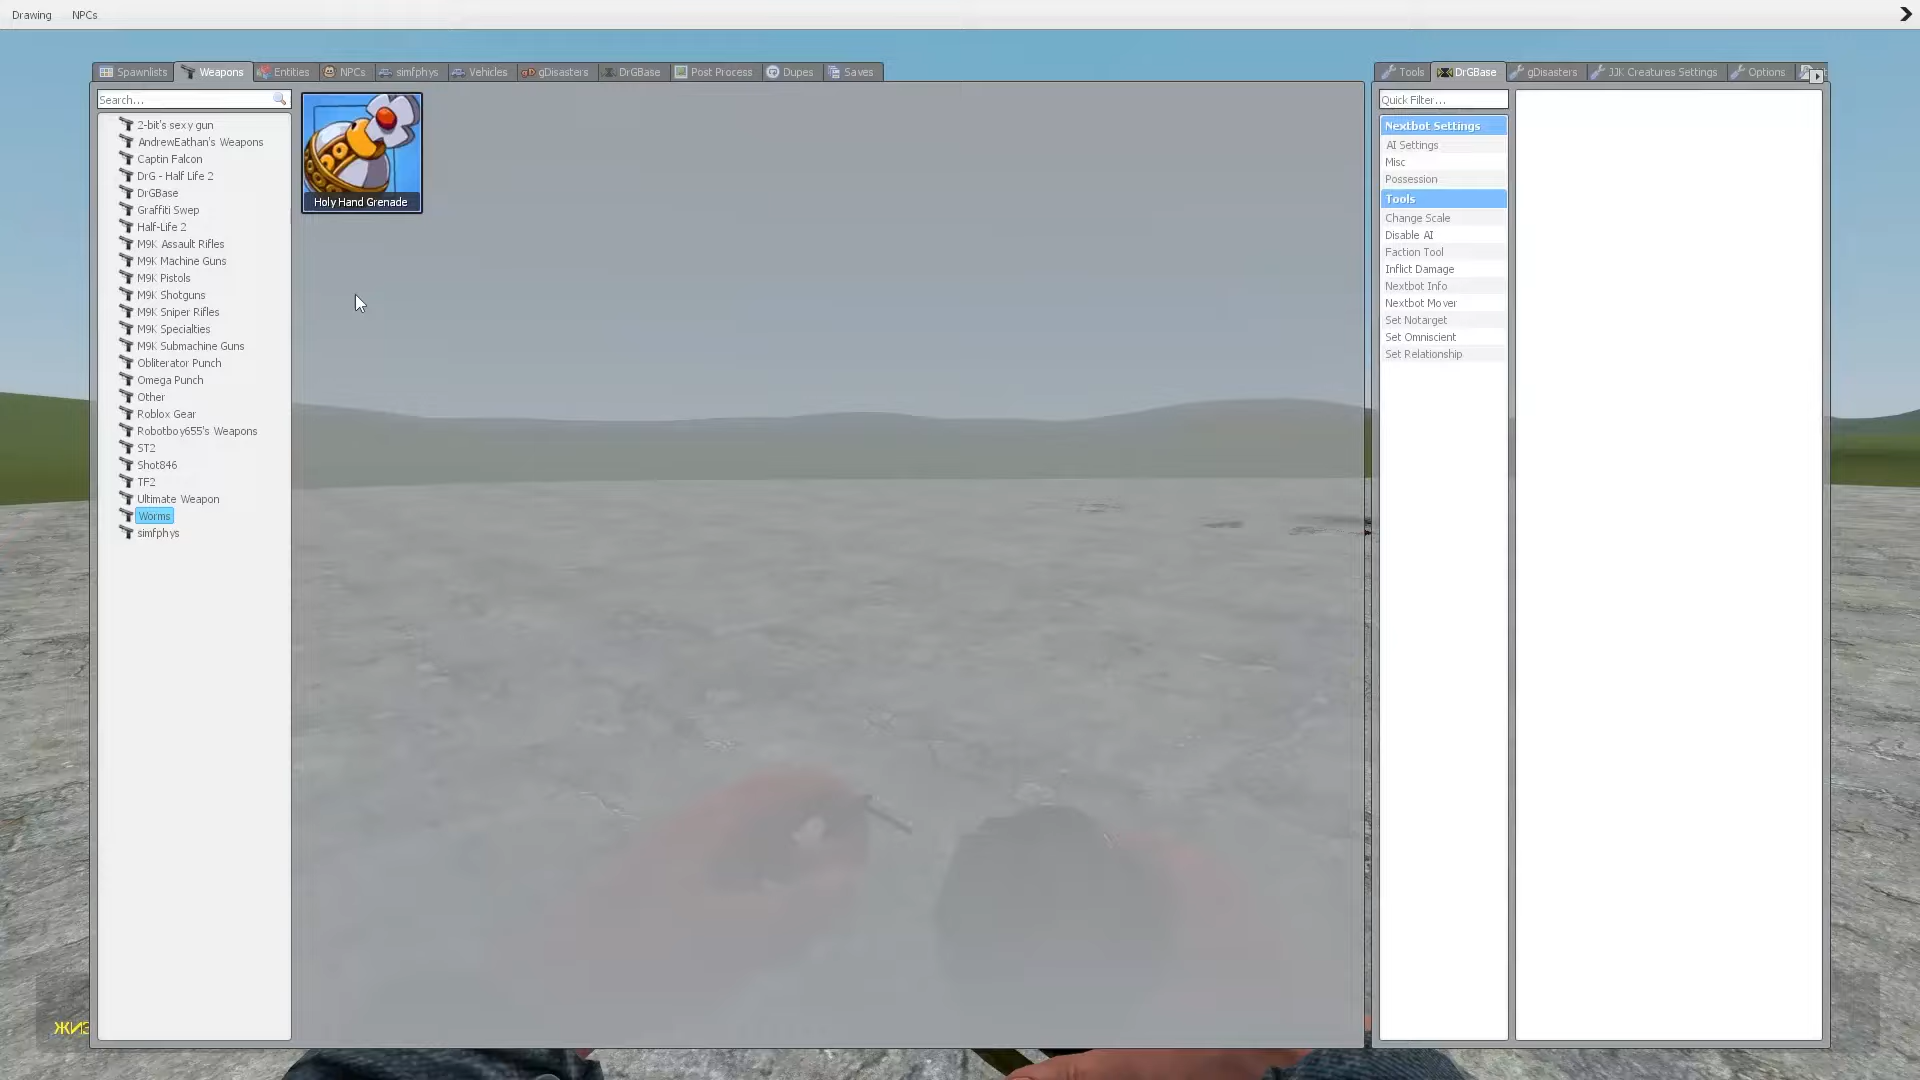 Drawing NPCs
Spawnlists Weapons Entities NPCs simfphys Vehicles gDisasters DrGBase Post Process Dupes Saves
Tools DrGBase gDisasters JJK Creatures Settings Options
Search...
Quick Filter...
2-bit's sexy gun
AndrewEathan's Weapons
Captin Falcon
DrG - Half Life 2
DrGBase
Graffiti Swep
Half-Life 2
M9K Assault Rifles
M9K Machine Guns
M9K Pistols
M9K Shotguns
M9K Sniper Rifles
M9K Specialties
M9K Submachine Guns
Obliterator Punch
Omega Punch
Other
Roblox Gear
Robotboy655's Weapons
ST2
Shot846
TF2
Ultimate Weapon
Worms
simfphys
Holy Hand Grenade
Nextbot Settings
AI Settings
Misc
Possession
Tools
Change Scale
Disable AI
Faction Tool
Inflict Damage
Nextbot Info
Nextbot Mover
Set Notarget
Set Omniscient
Set Relationship